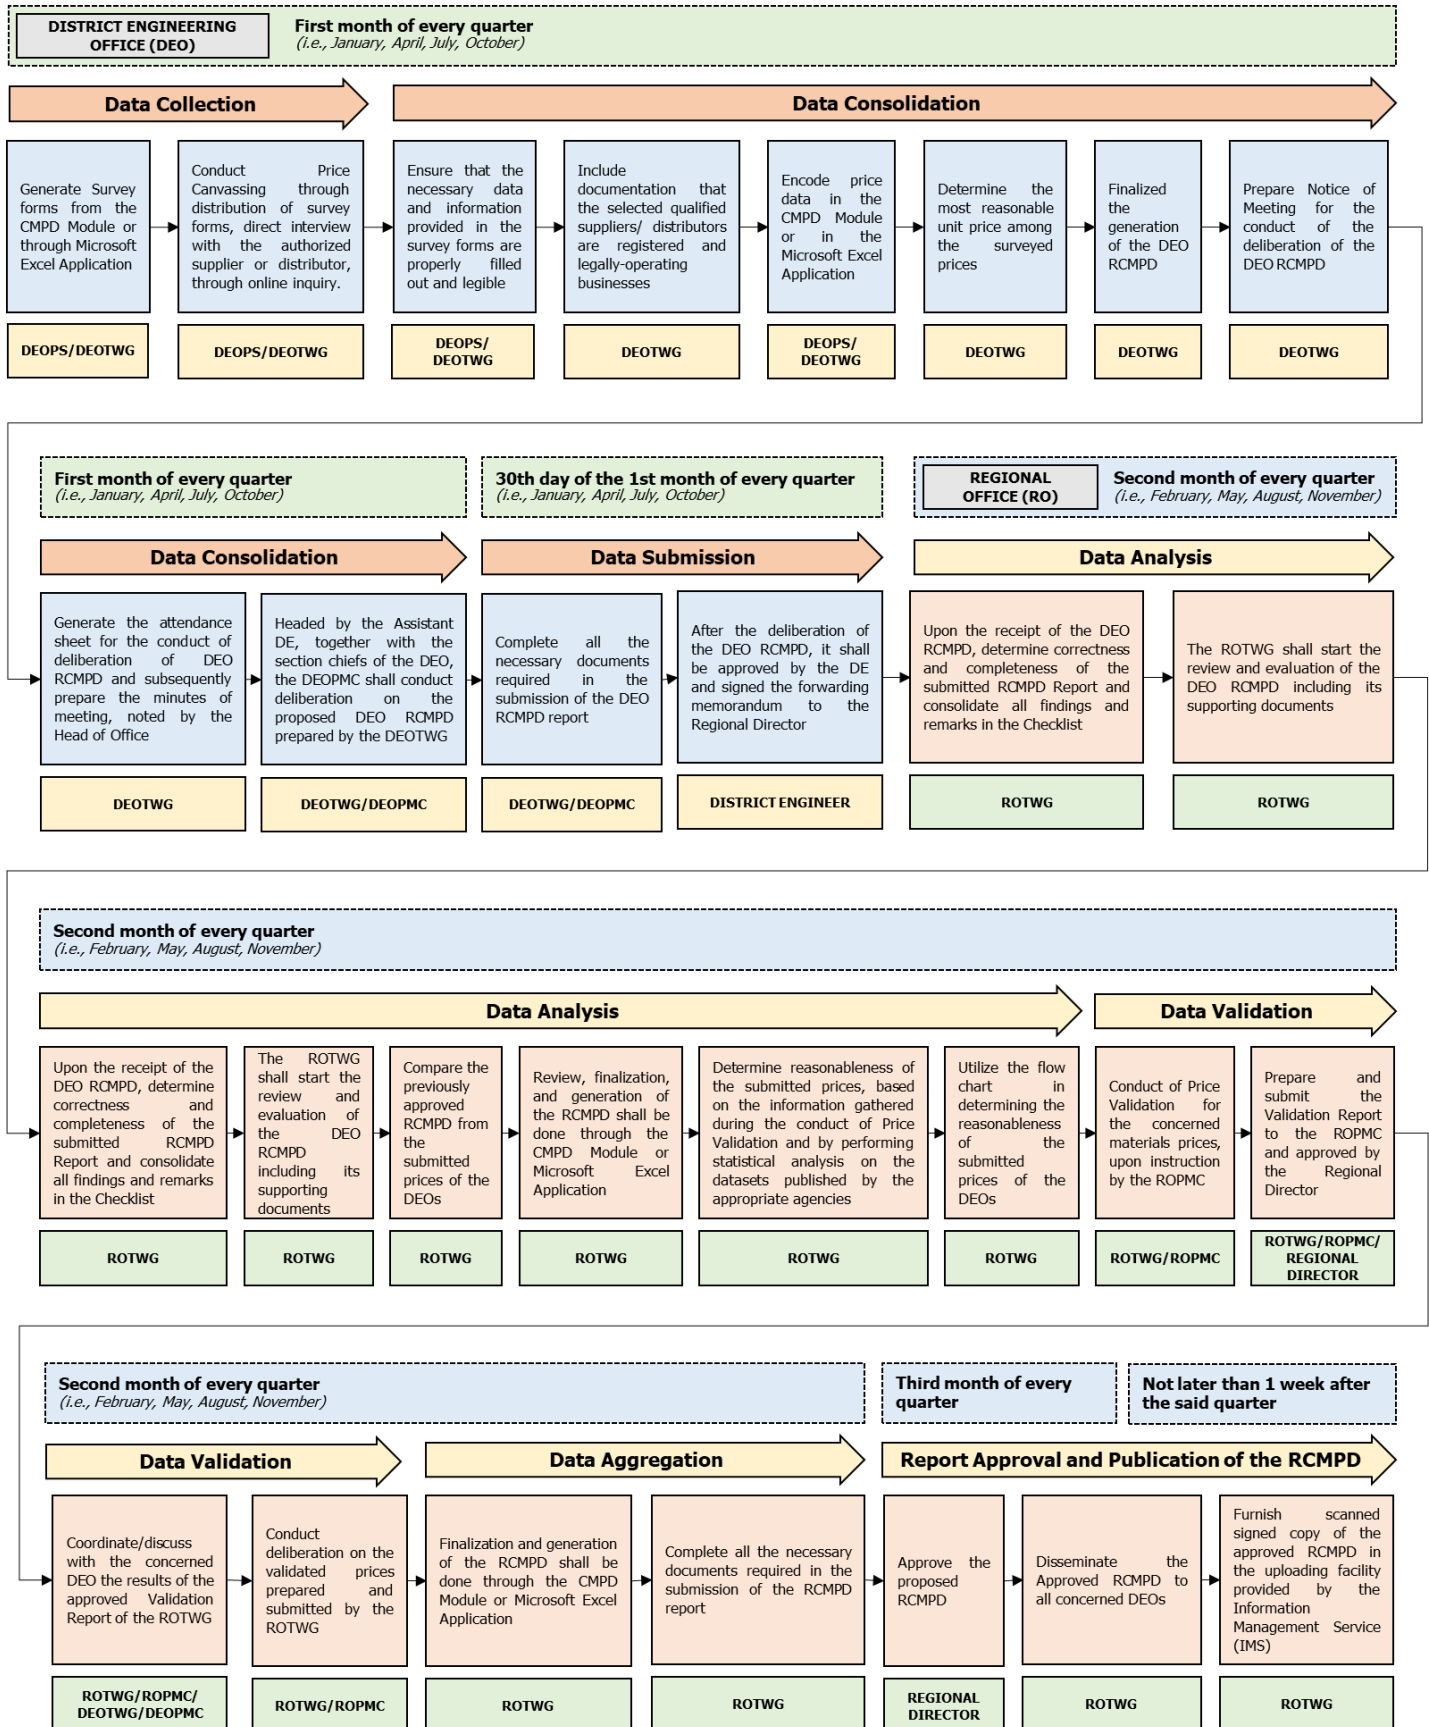 DISTRICT ENGINEERING
OFFICE (DEO)
First month of every quarter
(i.e., January, April, July, October)
Data Collection
Data Consolidation
Generate Survey
forms from the
CMPD Module or
through Microsoft
Excel Application
Conduct Price
Canvassing through
distribution of survey
forms, direct interview
with the authorized
supplier or distributor,
through online inquiry.
Ensure that the
necessary data
and information
provided in the
survey forms are
properly filled
out and legible
Include
documentation that
the selected qualified
suppliers/ distributors
are registered and
legally-operating
businesses
Encode price
data in the
CMPD Module
or in the
Microsoft Excel
Application
Determine the
most reasonable
unit price among
the surveyed
prices
Finalized
the
generation
of the DEO
RCMPD
Prepare Notice of
Meeting for the
conduct of the
deliberation of the
DEO RCMPD
DEOPS/DEOTWG
DEOPS/DEOTWG
DEOPS/
DEOTWG
DEOTWG
DEOPS/
DEOTWG
DEOTWG
DEOTWG
DEOTWG
First month of every quarter
(i.e., January, April, July, October)
30th day of the 1st month of every quarter
(i.e., January, April, July, October)
REGIONAL
OFFICE (RO)
Second month of every quarter
(i.e., February, May, August, November)
Data Consolidation
Data Submission
Data Analysis
Generate the attendance
sheet for the conduct of
deliberation of DEO
RCMPD and subsequently
prepare the minutes of
meeting, noted by the
Head of Office
Headed by the Assistant
DE, together with the
section chiefs of the DEO,
the DEOPMC shall conduct
deliberation on the
proposed DEO RCMPD
prepared by the DEOTWG
Complete all the
necessary documents
required in the
submission of the DEO
RCMPD report
After the deliberation of
the DEO RCMPD, it shall
be approved by the DE
and signed the forwarding
memorandum to the
Regional Director
Upon the receipt of the DEO
RCMPD, determine correctness
and completeness of the
submitted RCMPD Report and
consolidate all findings and
remarks in the Checklist
The ROTWG shall start the
review and evaluation of the
DEO RCMPD including its
supporting documents
DEOTWG
DEOTWG/DEOPMC
DEOTWG/DEOPMC
DISTRICT ENGINEER
ROTWG
ROTWG
Second month of every quarter
(i.e., February, May, August, November)
Data Analysis
Data Validation
Upon the receipt of the
DEO RCMPD, determine
correctness and
completeness of the
submitted RCMPD
Report and consolidate
all findings and remarks
in the Checklist
The ROTWG
shall start the
review and
evaluation of
the DEO
RCMPD
including its
supporting
documents
Compare the
previously
approved
RCMPD from
the
submitted
prices of the
DEOs
Review, finalization,
and generation of
the RCMPD shall be
done through the
CMPD Module or
Microsoft Excel
Application
Determine reasonableness of
the submitted prices, based
on the information gathered
during the conduct of Price
Validation and by performing
statistical analysis on the
datasets published by the
appropriate agencies
Utilize the flow
chart in
determining the
reasonableness
of the
submitted
prices of the
DEOs
Conduct of Price
Validation for
the concerned
materials prices,
upon instruction
by the ROPMC
Prepare and
submit the
Validation Report
to the ROPMC
and approved by
the Regional
Director
ROTWG
ROTWG
ROTWG
ROTWG
ROTWG
ROTWG
ROTWG/ROPMC
ROTWG/ROPMC/
REGIONAL
DIRECTOR
Second month of every quarter
(i.e., February, May, August, November)
Third month of every
quarter
Not later than 1 week after
the said quarter
Data Validation
Data Aggregation
Report Approval and Publication of the RCMPD
Coordinate/discuss
with the concerned
DEO the results of the
approved Validation
Report of the ROTWG
Conduct
deliberation on the
validated prices
prepared and
submitted by the
ROTWG
Finalization and generation
of the RCMPD shall be
done through the CMPD
Module or Microsoft Excel
Application
Complete all the necessary
documents required in the
submission of the RCMPD
report
Approve the
proposed
RCMPD
Disseminate the
Approved RCMPD to
all concerned DEOs
Furnish scanned
signed copy of the
approved RCMPD in
the uploading facility
provided by the
Information
Management Service
(IMS)
ROTWG/ROPMC/
DEOTWG/DEOPMC
ROTWG/ROPMC
ROTWG
ROTWG
REGIONAL
DIRECTOR
ROTWG
ROTWG